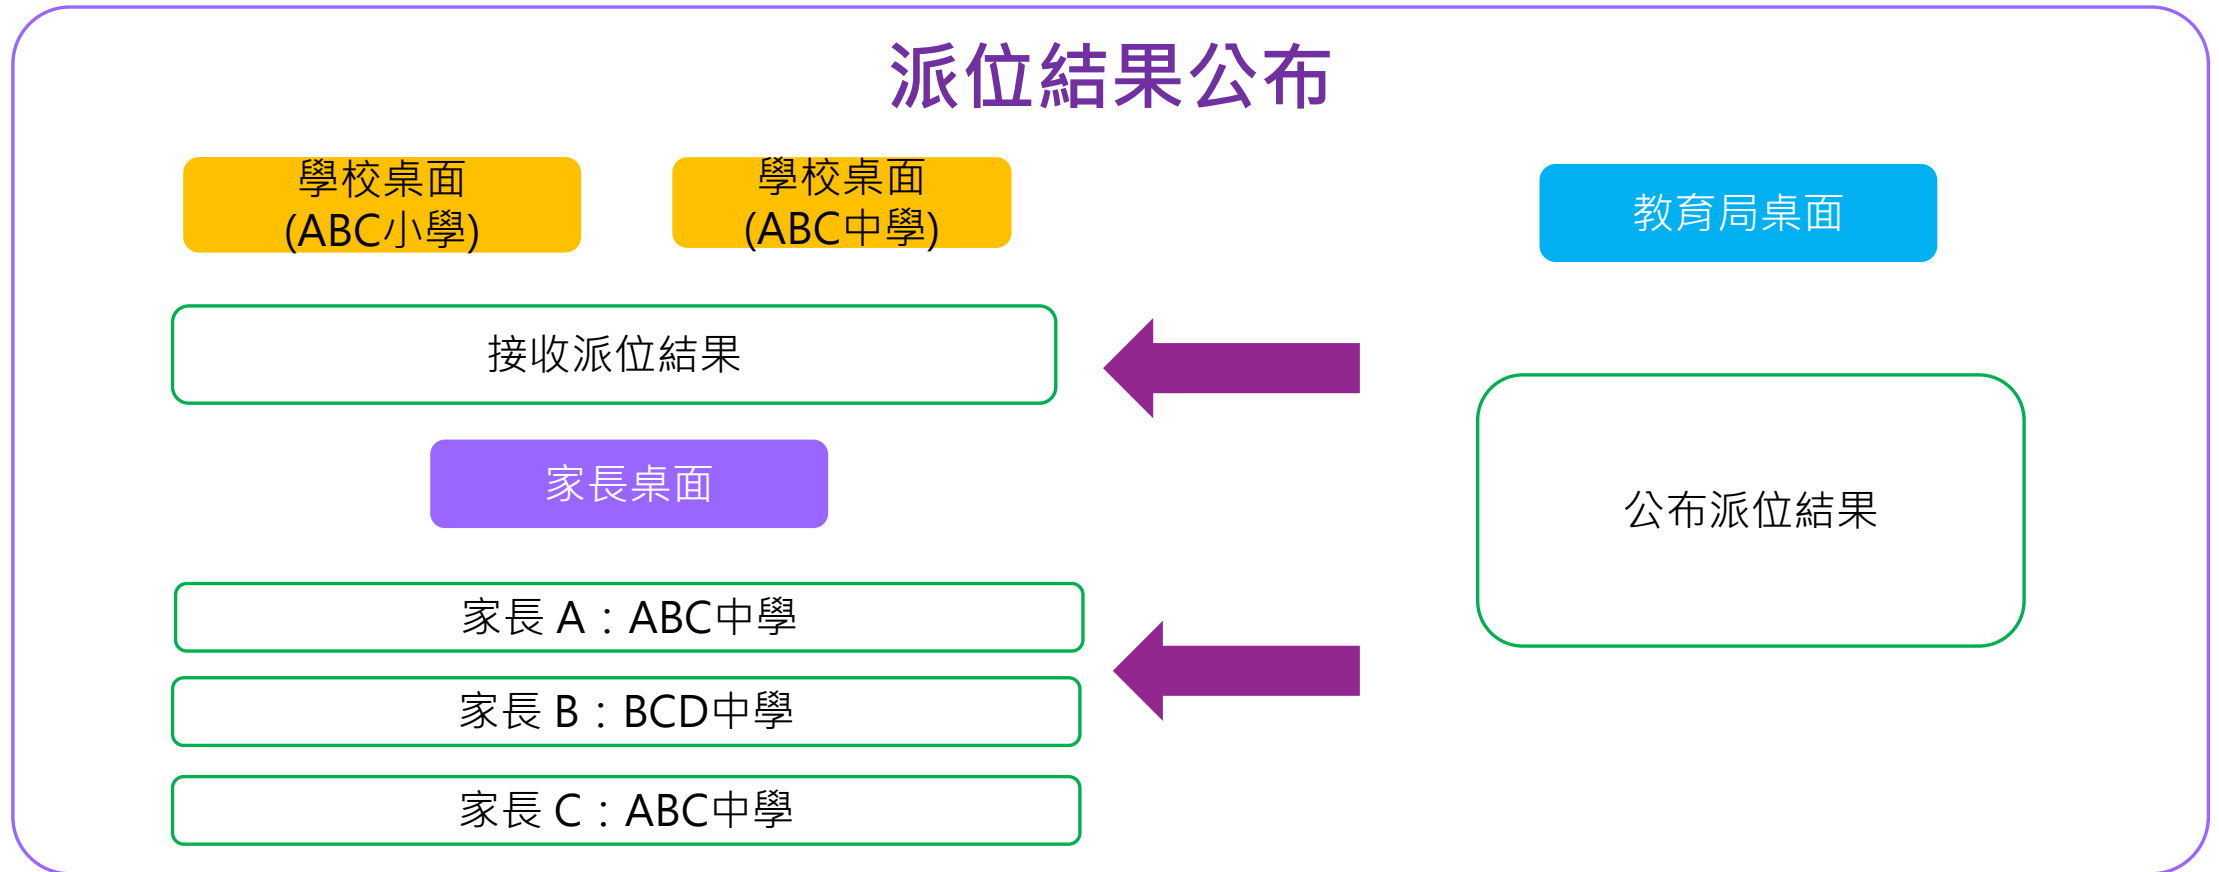 派位結果公布
學校桌面
(ABC小學)
學校桌面
(ABC中學)
教育局桌面
接收派位結果
家長桌面
公布派位結果
家長 A：ABC中學
家長 B：BCD中學
家長 C：ABC中學